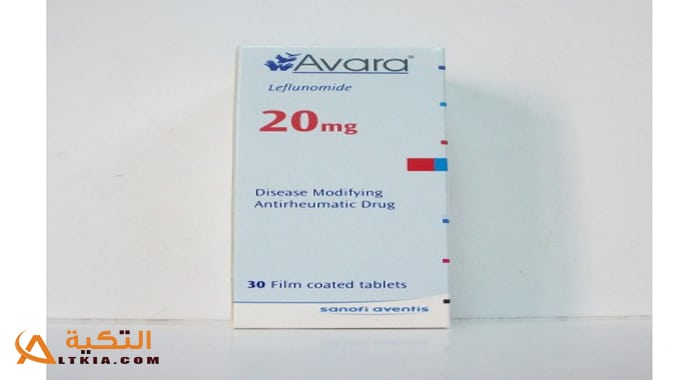 Avara®
Leflunomide
20mg
Disease Modifying
Antirheumatic Drug
30 Film coated tablets
sanofi aventis
التكية
ALTKIA.COM